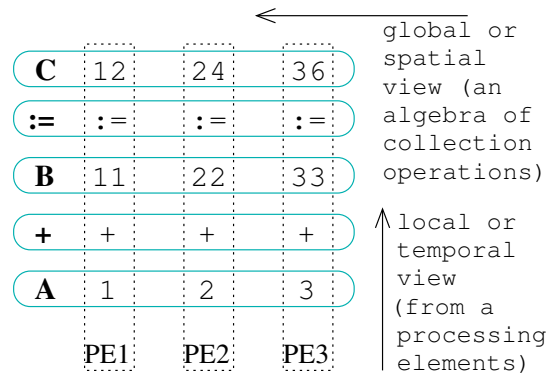 C 12 24 36
:= := := :=
B 11 22 33
+ + + +
A 1 2 3
PE1 PE2 PE3
global or
spatial
view (an
algebra of
collection
operations)
local or
temporal
view
(from a
processing
elements)